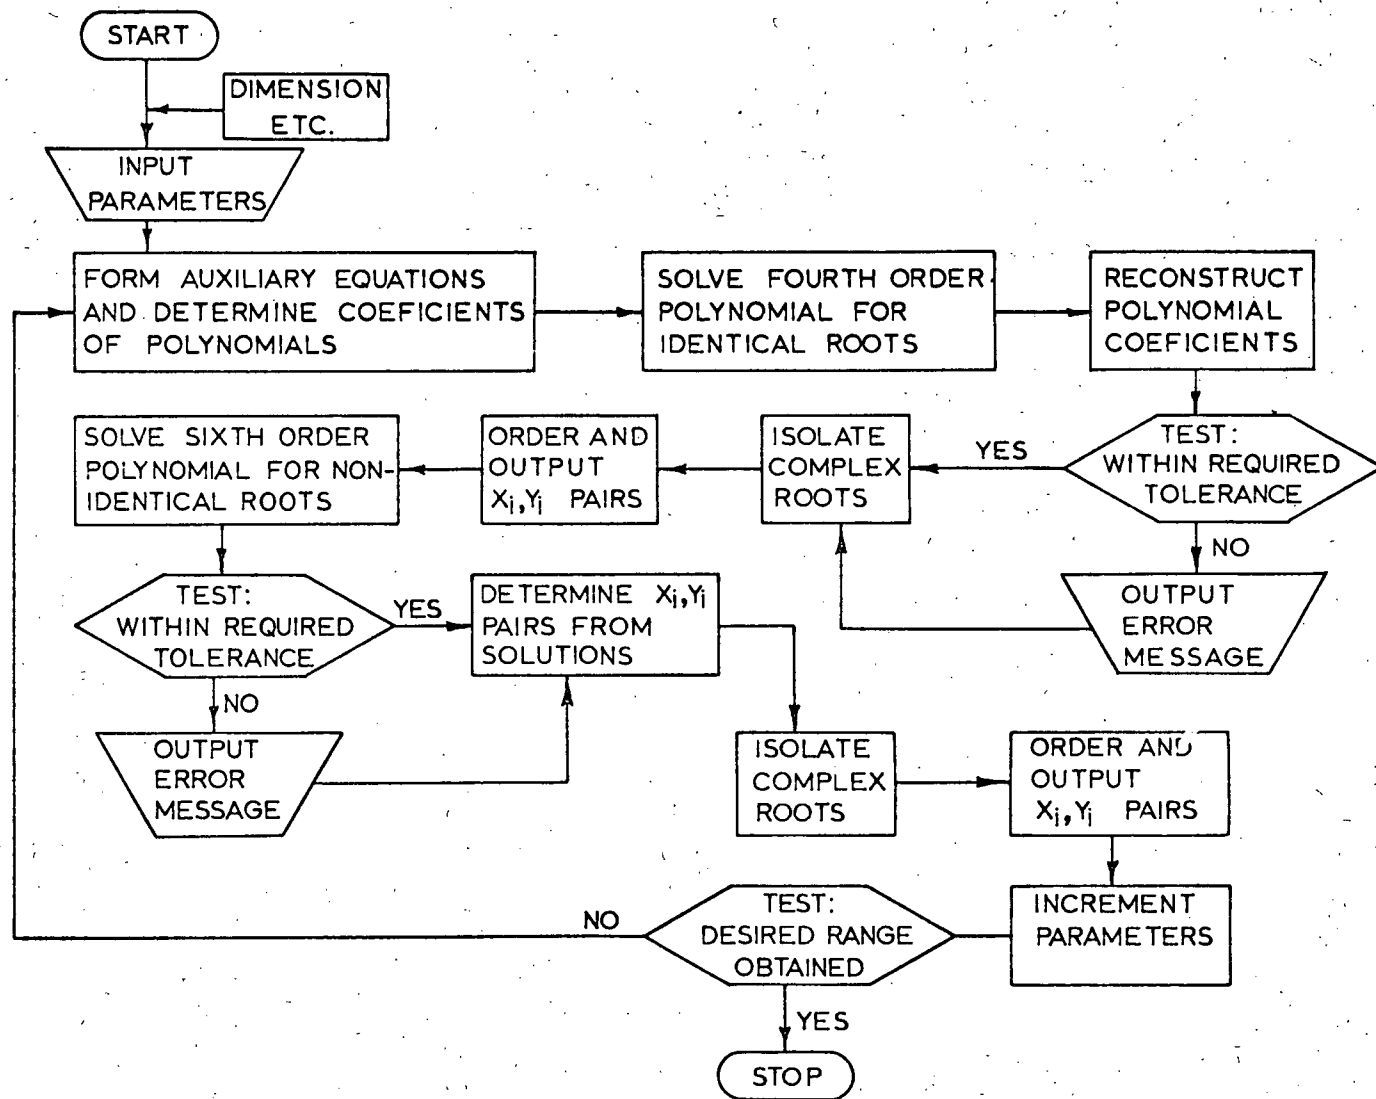 START
DIMENSION
ETC.
INPUT
PARAMETERS
FORM AUXILIARY EQUATIONS
AND DETERMINE COEFICIENTS
OF POLYNOMIALS
SOLVE FOURTH ORDER
POLYNOMIAL FOR
IDENTICAL ROOTS
RECONSTRUCT
POLYNOMIAL
COEFICIENTS
TEST:
WITHIN REQUIRED
TOLERANCE
YES
NO
OUTPUT
ERROR
MESSAGE
ISOLATE
COMPLEX
ROOTS
ORDER AND
OUTPUT
Xi,Yi PAIRS
SOLVE SIXTH ORDER
POLYNOMIAL FOR NON-
IDENTICAL ROOTS
TEST:
WITHIN REQUIRED
TOLERANCE
YES
NO
OUTPUT
ERROR
MESSAGE
DETERMINE Xi,Yi
PAIRS FROM
SOLUTIONS
ISOLATE
COMPLEX
ROOTS
ORDER AND
OUTPUT
Xi,Yi PAIRS
INCREMENT
PARAMETERS
TEST:
DESIRED RANGE
OBTAINED
NO
YES
STOP